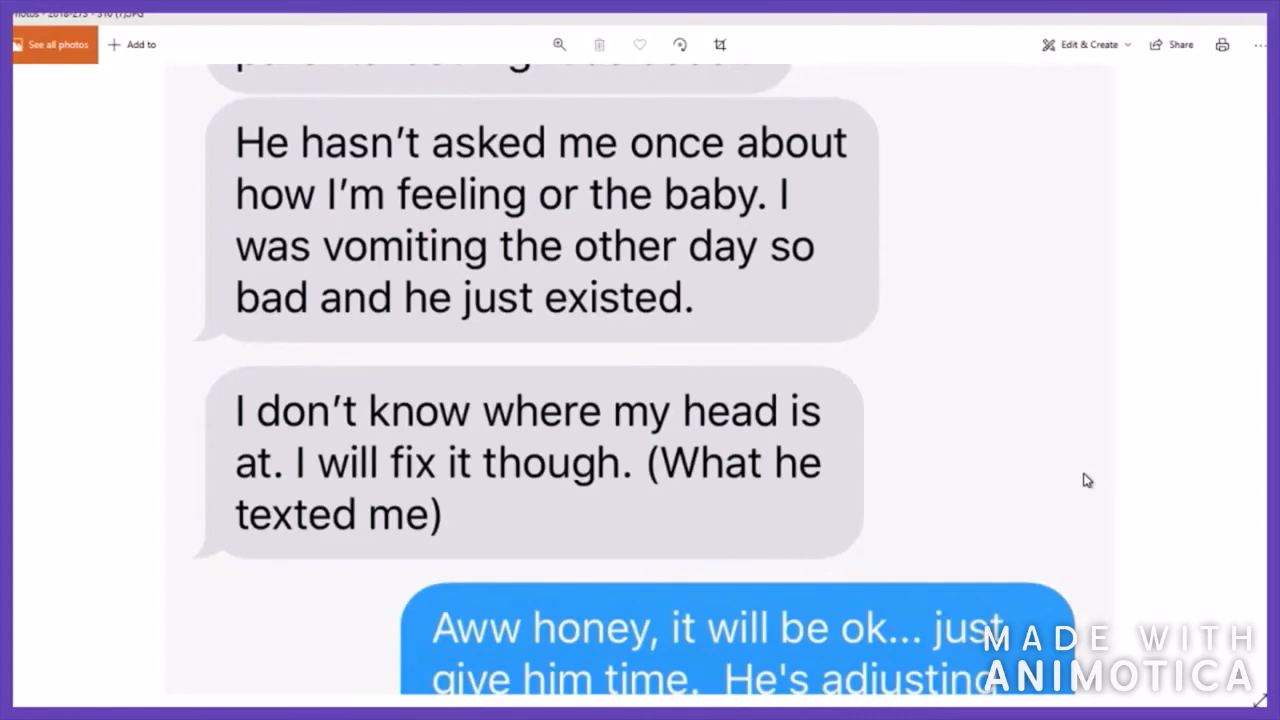 See all photos
Add to
Edit & Create
Share
He hasn't asked me once about
how I'm feeling or the baby. I
was vomiting the other day so
bad and he just existed.
I don't know where my head is
at. I will fix it though. (What he
texted me)
Aww honey, it will be ok... just
give him time.  He's adjusting
MADE WITH
ANIMOTICA